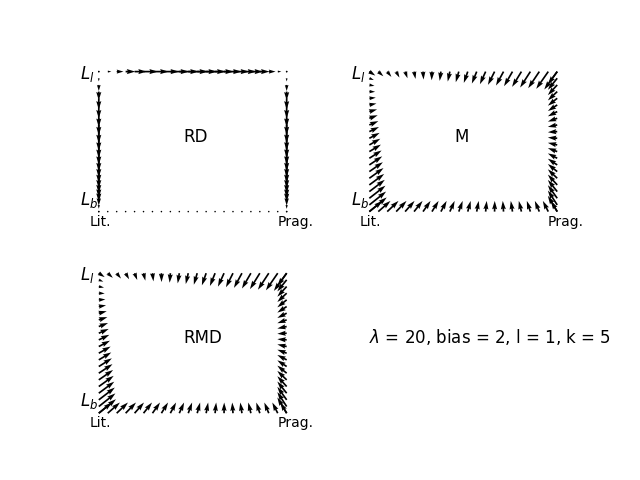 L_l
RD
L_b
Lit.
Prag.
L_l
M
L_b
Lit.
Prag.
L_l
RMD
L_b
Lit.
Prag.
λ = 20, bias = 2, l = 1, k = 5